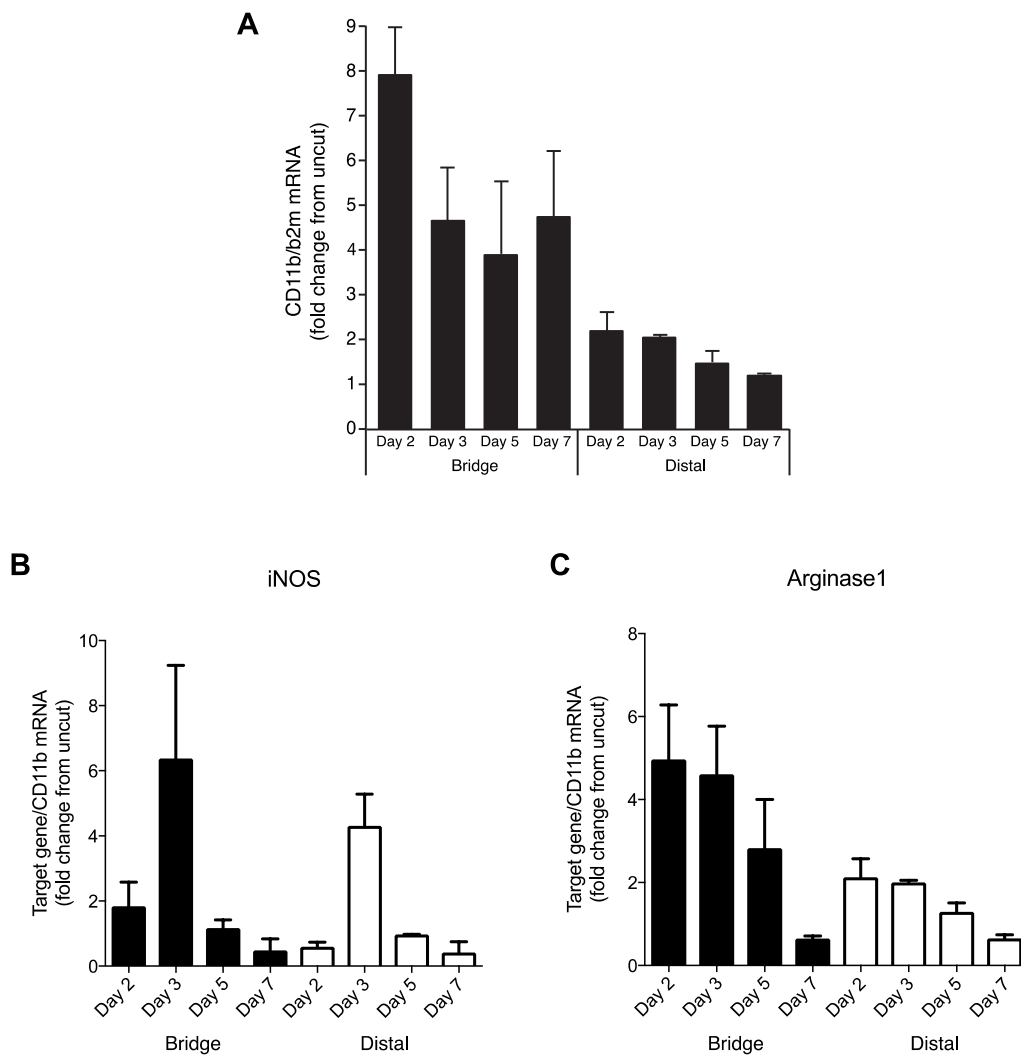 A
CD11b/b2m mRNA
(fold change from uncut)
9
8
7
6
5
4
3
2
1
0
Day 2 Day 3 Day 5 Day 7 Day 2 Day 3 Day 5 Day 7
Bridge Distal
B
iNOS
Target gene/CD11b mRNA
(fold change from uncut)
10
8
6
4
2
0
Day 2 Day 3 Day 5 Day 7 Day 2 Day 3 Day 5 Day 7
Bridge Distal
C
Arginase1
Target gene/CD11b mRNA
(fold change from uncut)
8
6
4
2
0
Day 2 Day 3 Day 5 Day 7 Day 2 Day 3 Day 5 Day 7
Bridge Distal